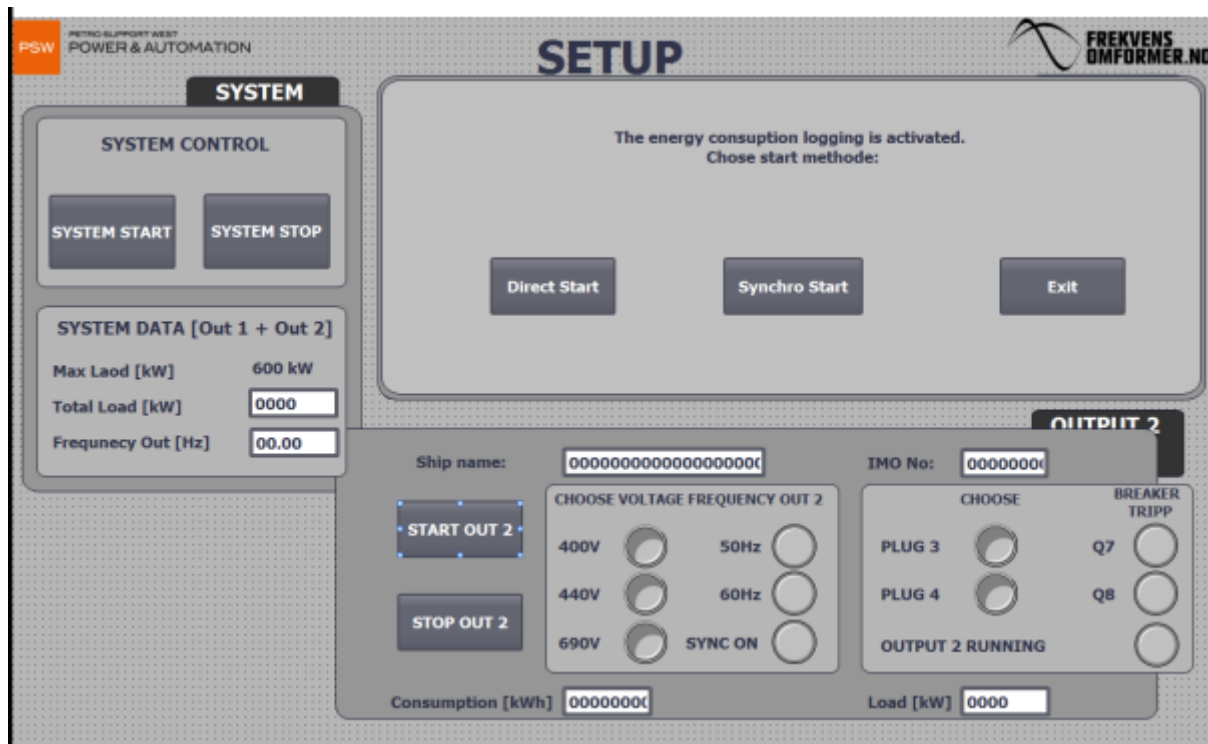 PSW
PETRO SUPPORT WEST
POWER & AUTOMATION
SETUP
FREKVENS
OMFORMER.NO
SYSTEM
SYSTEM CONTROL
SYSTEM START
SYSTEM STOP
The energy consuption logging is activated.
Chose start methode:
Direct Start
Synchro Start
Exit
SYSTEM DATA [Out 1 + Out 2]
Max Laod [kW] 600 kW
Total Load [kW] 0000
Frequnecy Out [Hz] 00.00
OUTPUT 2
Ship name: 00000000000000000000
IMO No: 00000000
START OUT 2
STOP OUT 2
CHOOSE VOLTAGE FREQUENCY OUT 2
400V 50Hz
440V 60Hz
690V SYNC ON
CHOOSE
BREAKER
TRIPP
PLUG 3 Q7
PLUG 4 Q8
OUTPUT 2 RUNNING
Consumption [kWh] 00000000
Load [kW] 0000